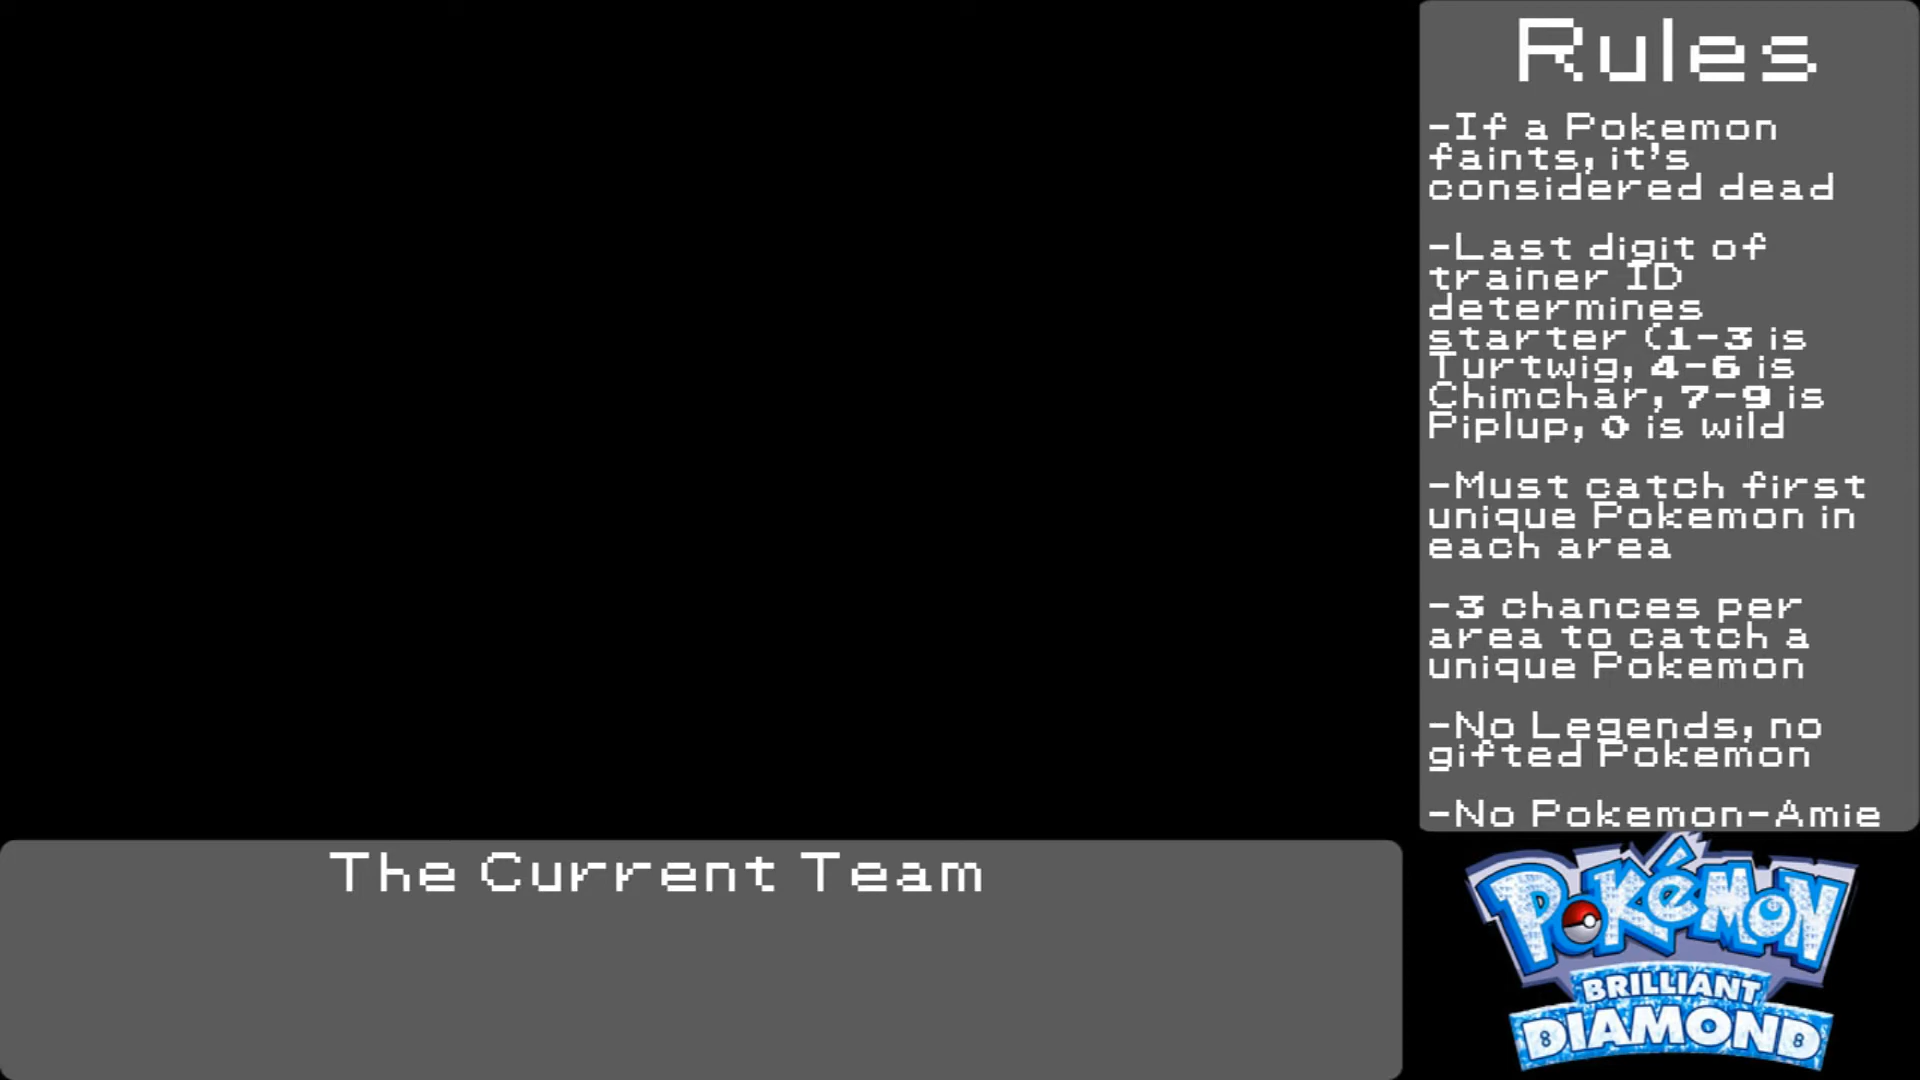 Rules
-If a Pokemon
faints, it's
considered dead
-Last digit of
trainer ID
determines
starter (1-3 is
Turtwig, 4-6 is
Chimchar, 7-9 is
Piplup, 0 is wild
-Must catch first
unique Pokemon in
each area
-3 chances per
area to catch a
unique Pokemon
-No Legends, no
gifted Pokemon
-No Pokemon-Amie
The Current Team
POKéMON
BRILLIANT
DIAMOND